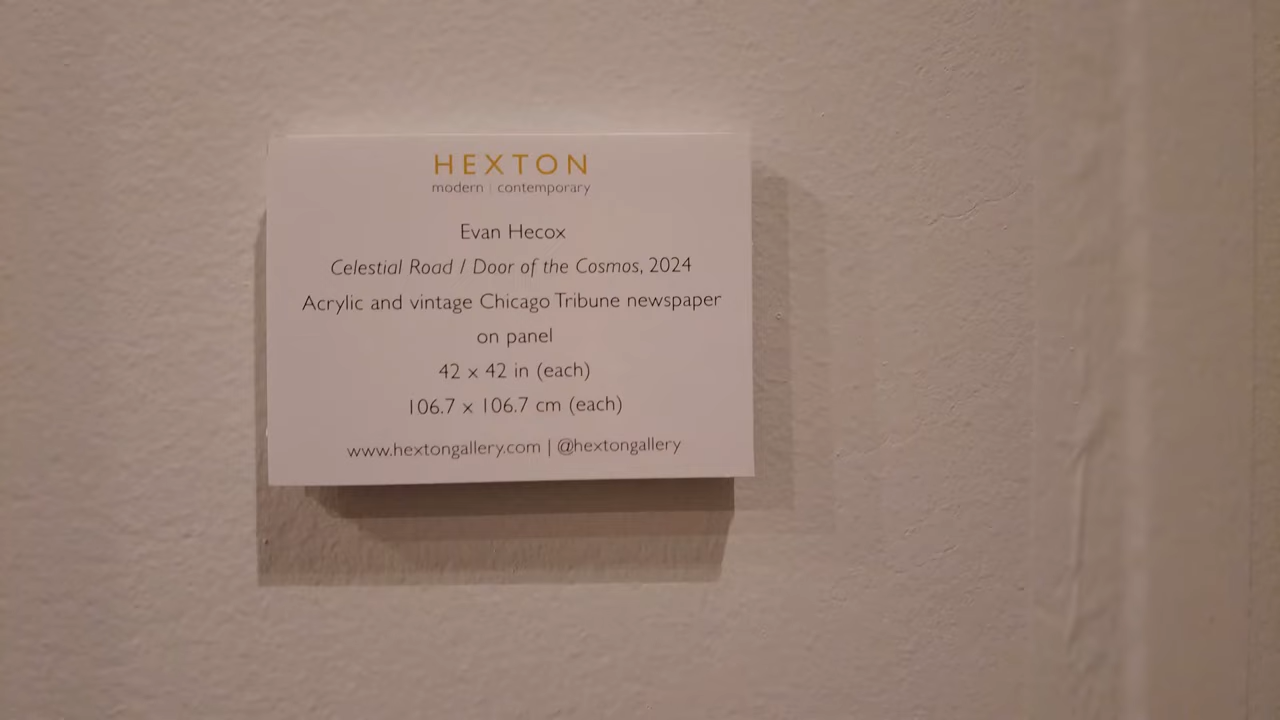 HEXTON
modern | contemporary
Evan Hecox
Celestial Road / Door of the Cosmos, 2024
Acrylic and vintage Chicago Tribune newspaper
on panel
42 x 42 in (each)
106.7 x 106.7 cm (each)
www.hextongallery.com | @hextongallery